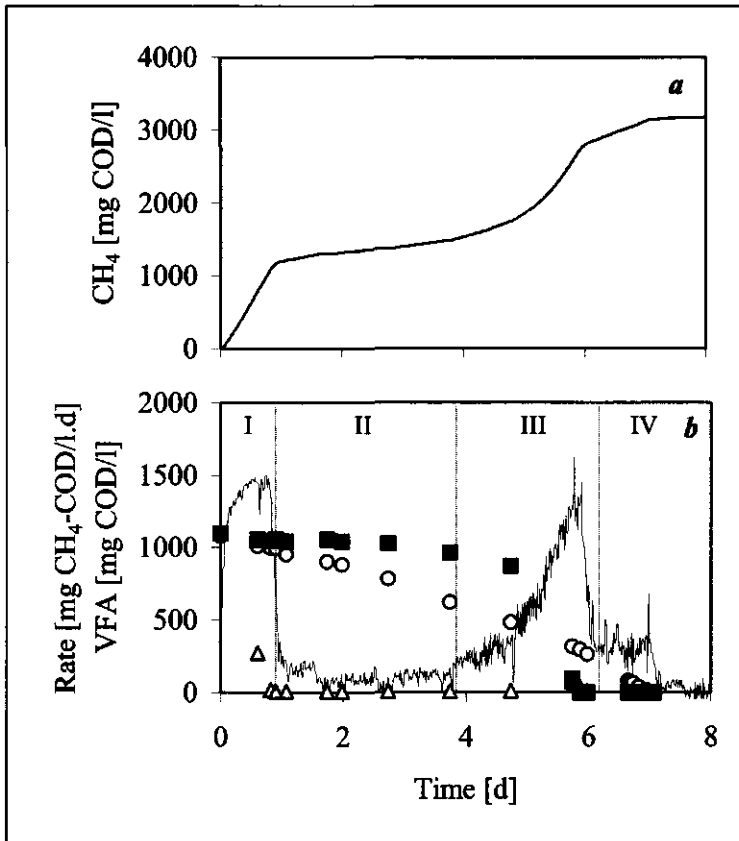 4000
a
3000
2000
1000
0
CH₄ [mg COD/l]
2000
I
II
III
IV
b
1500
1000
500
0
Rate [mg CH₄-COD/l.d]
VFA [mg COD/l]
0
2
4
6
8
Time [d]